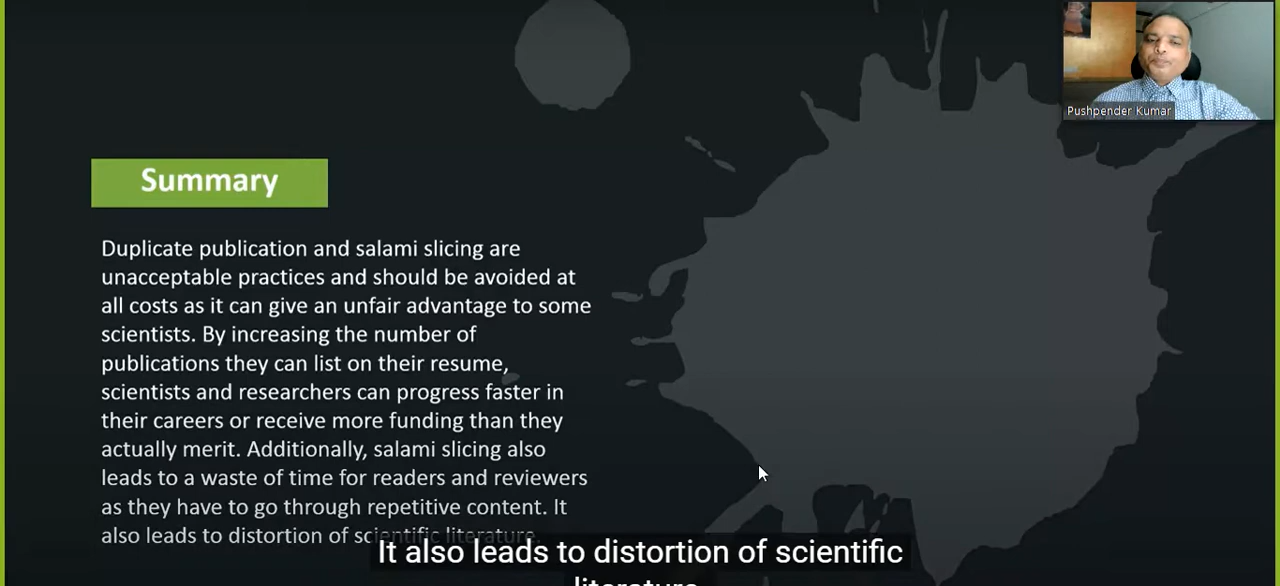 Pushpender Kumar
Summary
Duplicate publication and salami slicing are
unacceptable practices and should be avoided at
all costs as it can give an unfair advantage to some
scientists. By increasing the number of
publications they can list on their resume,
scientists and researchers can progress faster in
their careers or receive more funding than they
actually merit. Additionally, salami slicing also
leads to a waste of time for readers and reviewers
as they have to go through repetitive content. It
also leads to distortion of scientific literature.
It also leads to distortion of scientific
literature